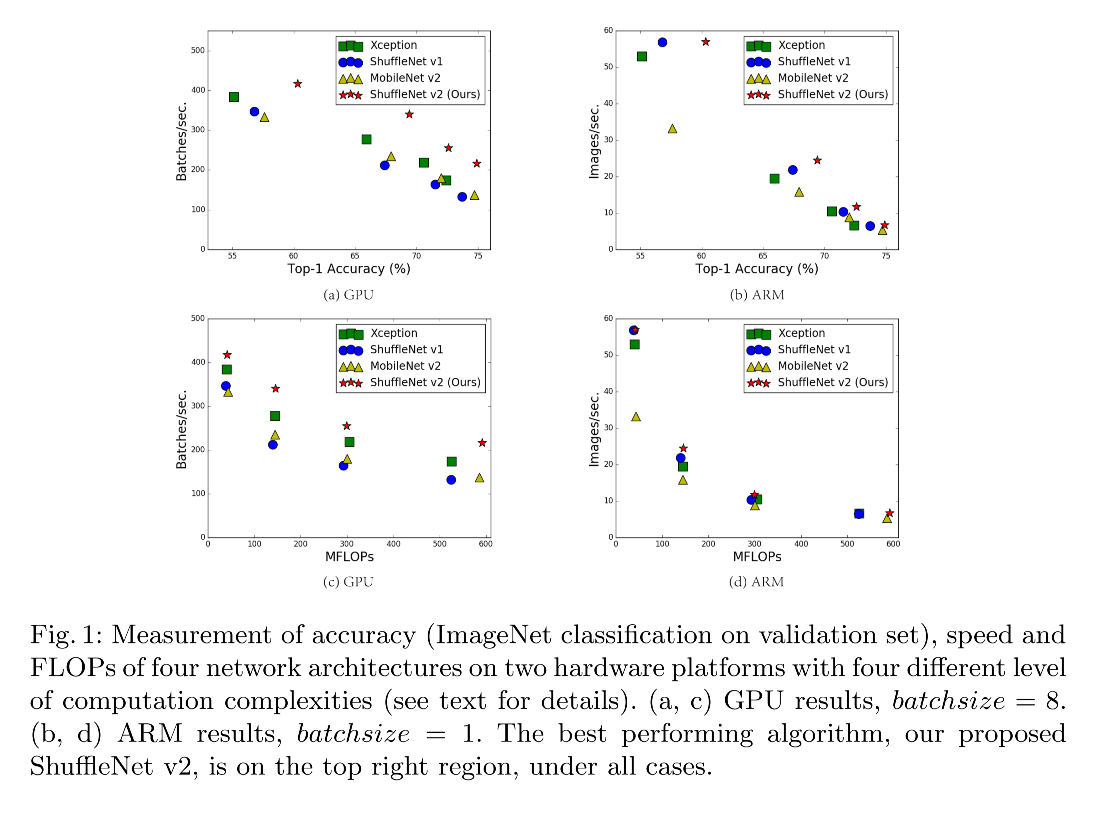 500
400
300
200
100
0
Batches/sec.
55 60 65 70 75
Top-1 Accuracy (%)
Xception
ShuffleNet v1
MobileNet v2
ShuffleNet v2 (Ours)
(a) GPU
60
50
40
30
20
10
0
Images/sec.
55 60 65 70 75
Top-1 Accuracy (%)
Xception
ShuffleNet v1
MobileNet v2
ShuffleNet v2 (Ours)
(b) ARM
500
400
300
200
100
0
Batches/sec.
0 100 200 300 400 500 600
MFLOPs
Xception
ShuffleNet v1
MobileNet v2
ShuffleNet v2 (Ours)
(c) GPU
60
50
40
30
20
10
0
Images/sec.
0 100 200 300 400 500 600
MFLOPs
Xception
ShuffleNet v1
MobileNet v2
ShuffleNet v2 (Ours)
(d) ARM
Fig. 1: Measurement of accuracy (ImageNet classification on validation set), speed and
FLOPs of four network architectures on two hardware platforms with four different level
of computation complexities (see text for details). (a, c) GPU results, batchsize = 8.
(b, d) ARM results, batchsize = 1. The best performing algorithm, our proposed
ShuffleNet v2, is on the top right region, under all cases.